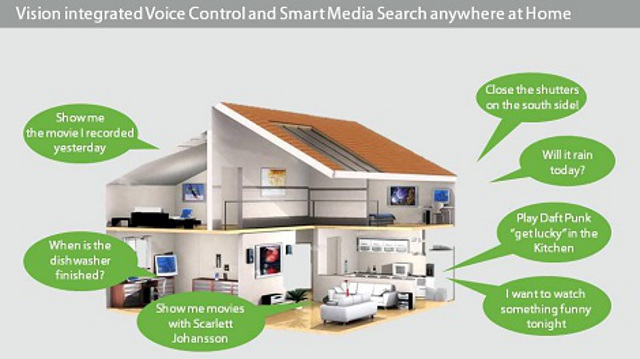 Vision integrated Voice Control and Smart Media Search anywhere at Home
Show me
the movie I recorded
yesterday
Close the shutters
on the south side!
Will it rain
today?
Play Daft Punk
"get lucky" in the
Kitchen
When is the
dishwasher
finished?
Show me movies
with Scarlett
Johansson
I want to watch
something funny
tonight